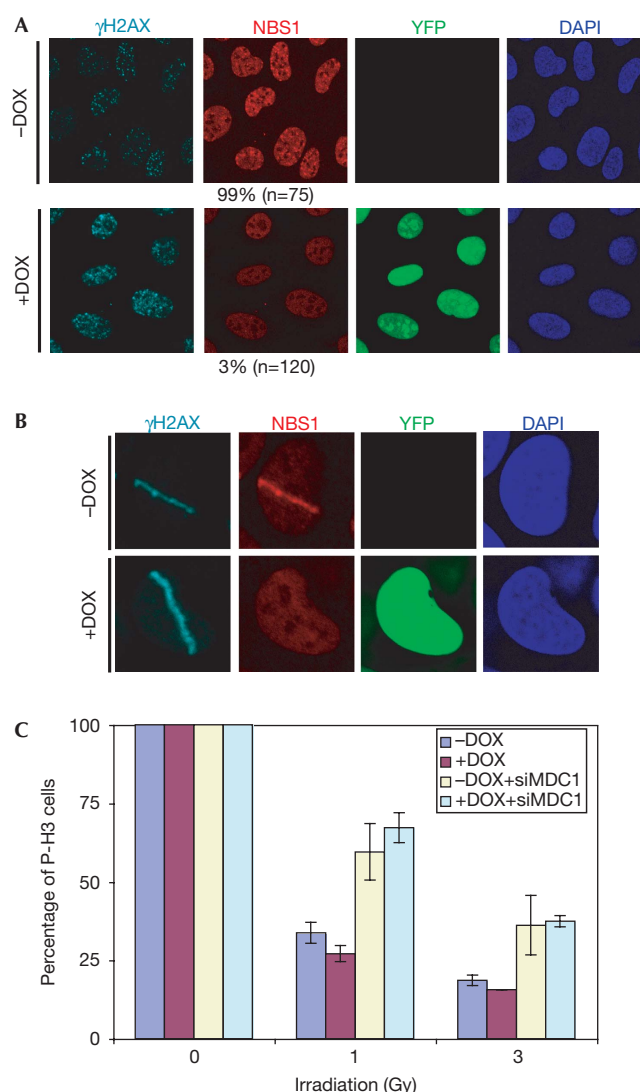 A
γH2AX NBS1 YFP DAPI
–DOX
99% (n=75)
+DOX
3% (n=120)
B
γH2AX NBS1 YFP DAPI
–DOX
+DOX
C
Percentage of P-H3 cells
100
75
50
25
0
–DOX
+DOX
–DOX+siMDC1
+DOX+siMDC1
0 1 3
Irradiation (Gy)